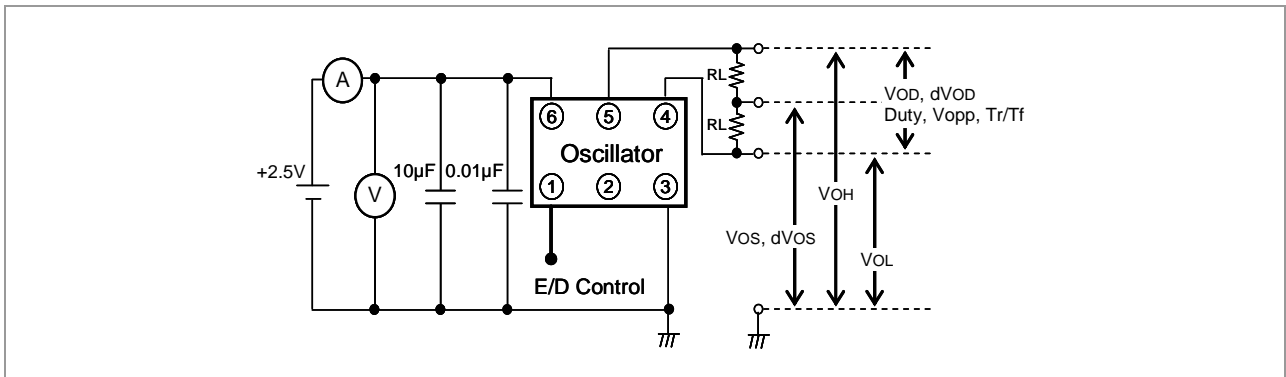 A
RL
VOD, dVOD
Duty, Vopp, Tr/Tf
6
5
4
RL
Oscillator
+2.5V
10µF
0.01µF
V
1
2
3
VOH
VOS, dVOS
VOL
E/D Control